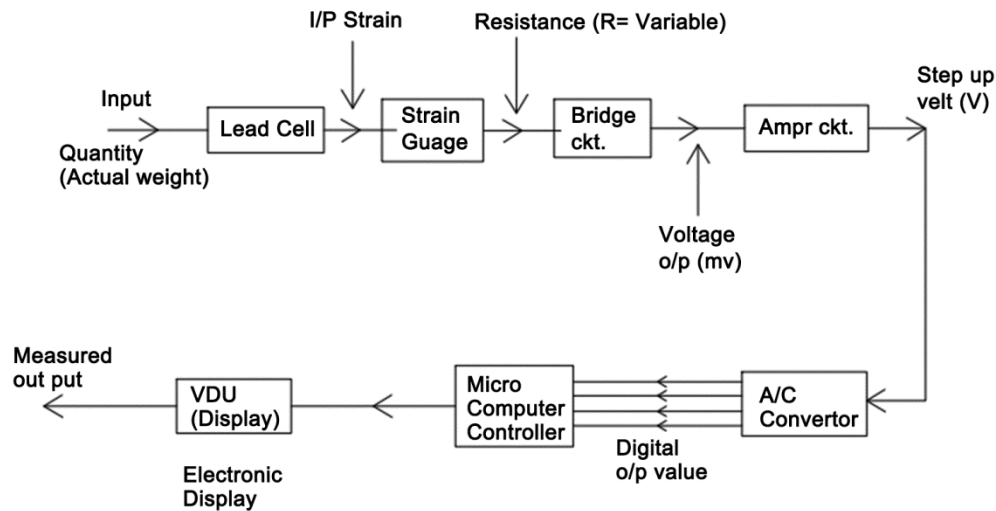 I/P Strain
Resistance (R= Variable)
Step up
velt (V)
Input
Lead Cell
Strain
Guage
Bridge
ckt.
Ampr ckt.
Quantity
(Actual weight)
Voltage
o/p (mv)
Measured
out put
VDU
(Display)
Micro
Computer
Controller
A/C
Convertor
Digital
o/p value
Electronic
Display